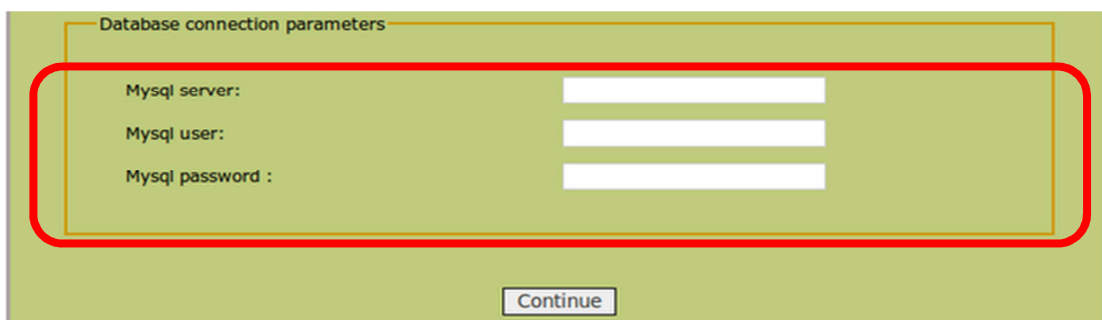 Database connection parameters
Mysql server:
Mysql user:
Mysql password :
Continue